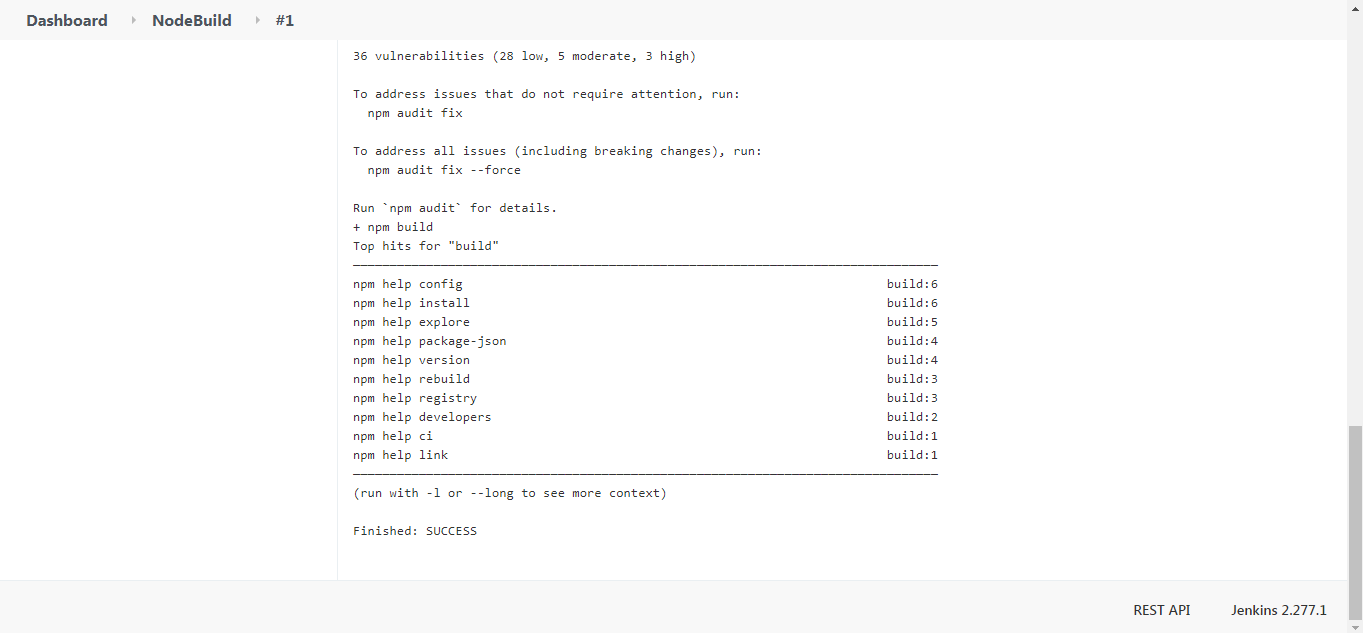 Dashboard NodeBuild #1
36 vulnerabilities (28 low, 5 moderate, 3 high)
To address issues that do not require attention, run:
npm audit fix
To address all issues (including breaking changes), run:
npm audit fix --force
Run `npm audit` for details.
+ npm build
Top hits for "build"
npm help config build:6
npm help install build:6
npm help explore build:5
npm help package-json build:4
npm help version build:4
npm help rebuild build:3
npm help registry build:3
npm help developers build:2
npm help ci build:1
npm help link build:1
(run with -l or --long to see more context)
Finished: SUCCESS
REST API Jenkins 2.277.1